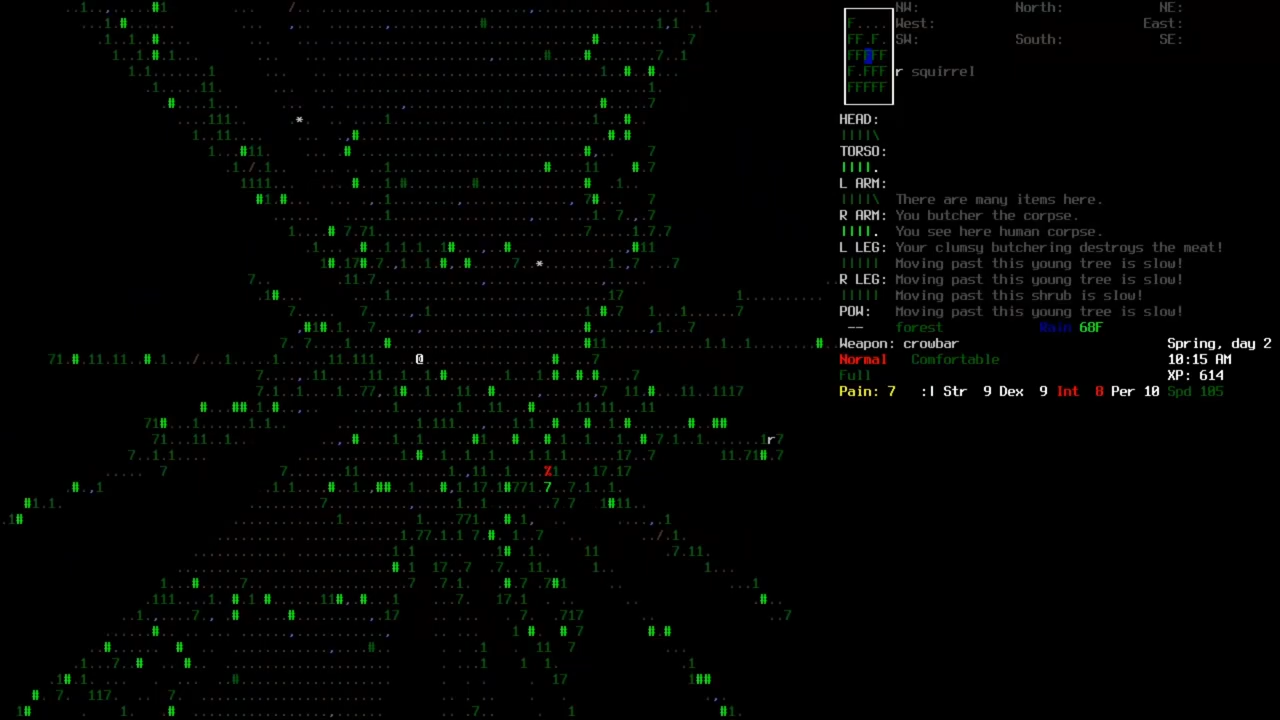 NW: North: NE:
West: East:
SW: South: SE:
F....
FF.F.
FFFFF
F.FFF
FFFFF
r squirrel
HEAD:
||||\
TORSO:
||||.
L ARM:
||||\ There are many items here.
R ARM: You butcher the corpse.
||||. You see here human corpse.
L LEG: Your clumsy butchering destroys the meat!
||||| Moving past this young tree is slow!
R LEG: Moving past this young tree is slow!
||||| Moving past this shrub is slow!
POW: Moving past this young tree is slow!
-- forest Rain 68F
Weapon: crowbar Spring, day 2
Normal Comfortable 10:15 AM
Full XP: 614
Pain: 7 :| Str 9 Dex 9 Int 8 Per 10 Spd 105